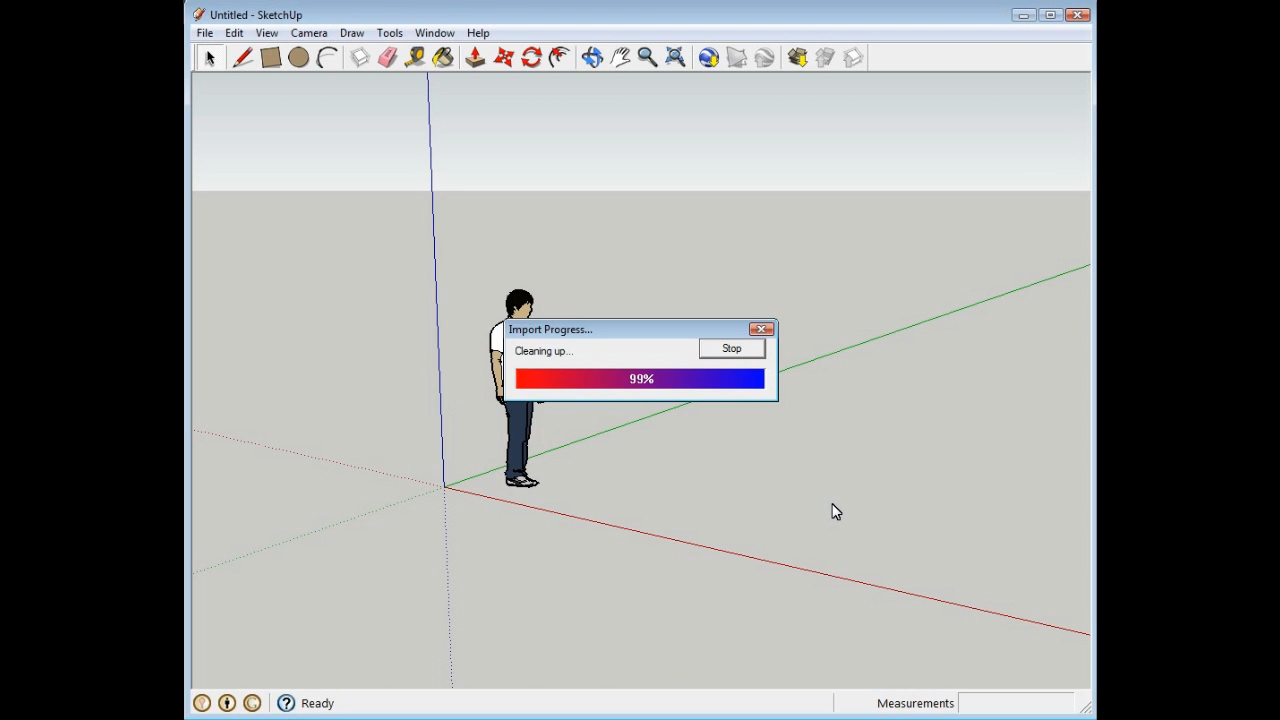 Untitled - SketchUp
File Edit View Camera Draw Tools Window Help
Import Progress...
Cleaning up...
Stop
99%
Ready
Measurements